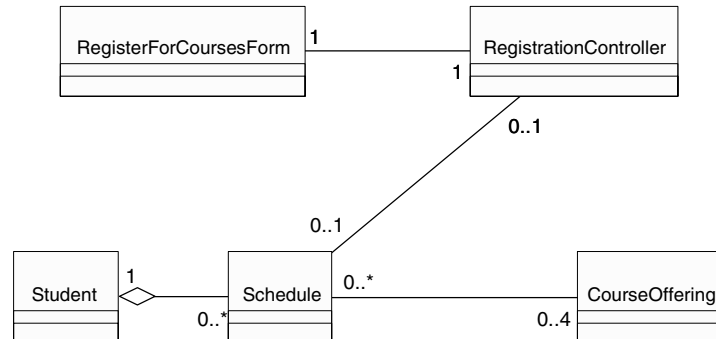 RegisterForCoursesForm
1
RegistrationController
1
0..1
0..1
Student
1
0..*
Schedule
0..*
0..4
CourseOffering